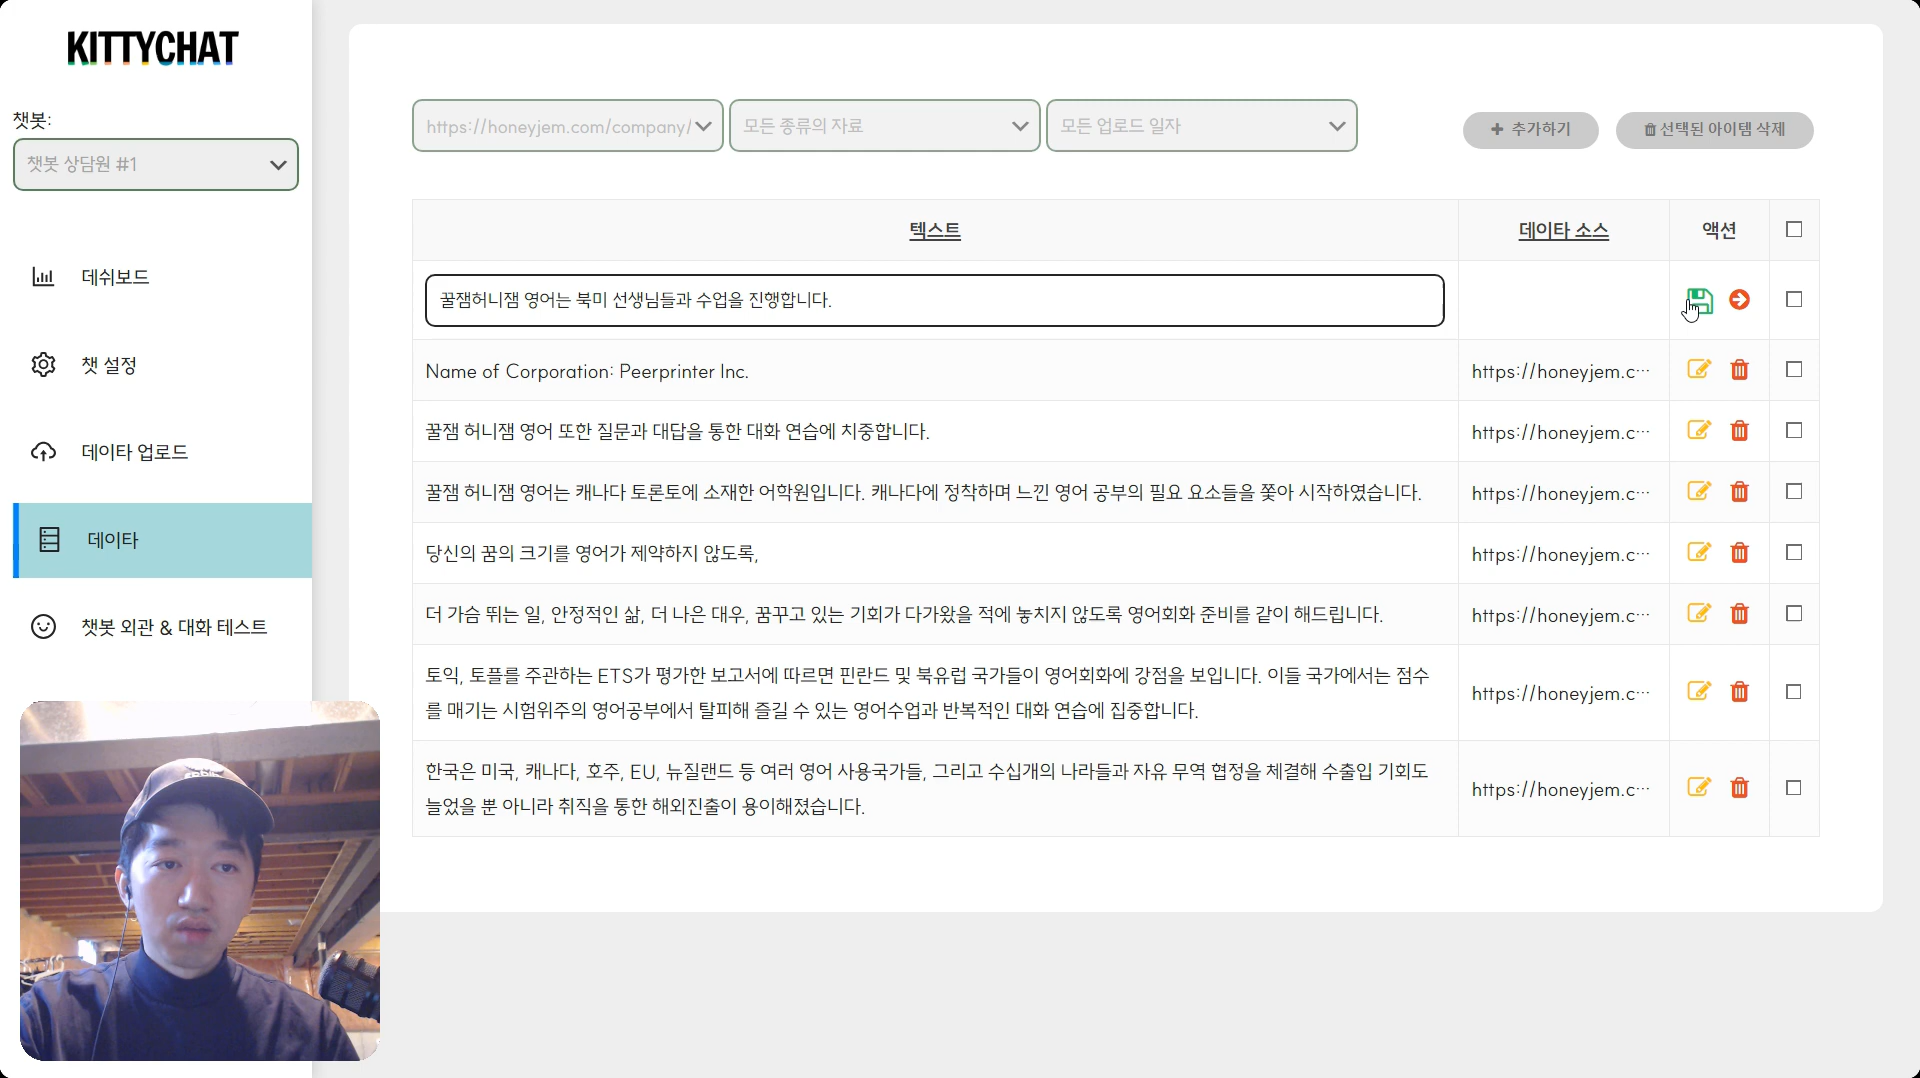 KITTYCHAT
챗봇:
챗봇 상담원 #1
데쉬보드
챗 설정
데이타 업로드
데이타
챗봇 외관 & 대화 테스트
https://honeyjem.com/company/
모든 종류의 자료
모든 업로드 일자
+ 추가하기
선택된 아이템 삭제
텍스트
데이타 소스
액션
꿀잼허니잼 영어는 북미 선생님들과 수업을 진행합니다.
Name of Corporation: Peerprinter Inc.
https://honeyjem.c…
꿀잼 허니잼 영어 또한 질문과 대답을 통한 대화 연습에 치중합니다.
https://honeyjem.c…
꿀잼 허니잼 영어는 캐나다 토론토에 소재한 어학원입니다. 캐나다에 정착하며 느낀 영어 공부의 필요 요소들을 쫓아 시작하였습니다.
https://honeyjem.c…
당신의 꿈의 크기를 영어가 제약하지 않도록,
https://honeyjem.c…
더 가슴 뛰는 일, 안정적인 삶, 더 나은 대우, 꿈꾸고 있는 기회가 다가왔을 적에 놓치지 않도록 영어회화 준비를 같이 해드립니다.
https://honeyjem.c…
토익, 토플를 주관하는 ETS가 평가한 보고서에 따르면 핀란드 및 북유럽 국가들이 영어회화에 강점을 보입니다. 이들 국가에서는 점수
를 매기는 시험위주의 영어공부에서 탈피해 즐길 수 있는 영어수업과 반복적인 대화 연습에 집중합니다.
https://honeyjem.c…
한국은 미국, 캐나다, 호주, EU, 뉴질랜드 등 여러 영어 사용국가들, 그리고 수십개의 나라들과 자유 무역 협정을 체결해 수출입 기회도
늘었을 뿐 아니라 취직을 통한 해외진출이 용이해졌습니다.
https://honeyjem.c…